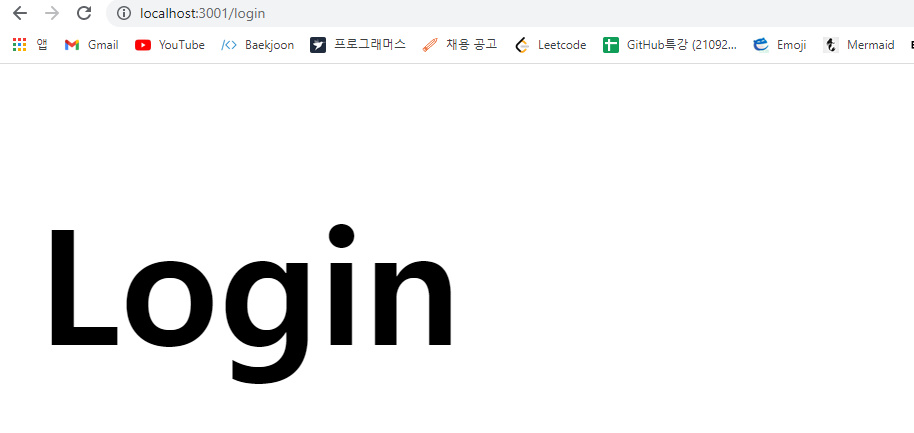 localhost:3001/login
앱 Gmail YouTube Baekjoon 프로그래머스 채용 공고 Leetcode GitHub특강 (21092... Emoji Mermaid
Login